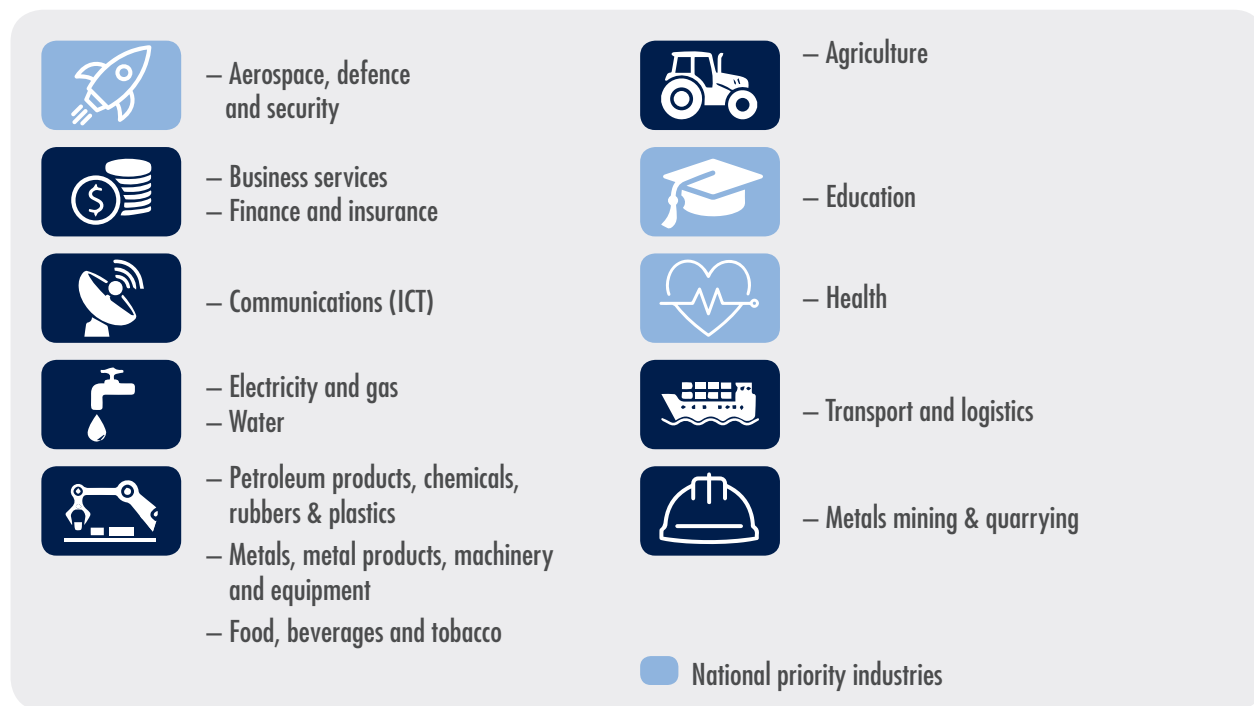 – Aerospace, defence
and security
– Business services
– Finance and insurance
– Communications (ICT)
– Electricity and gas
– Water
– Petroleum products, chemicals,
rubbers & plastics
– Metals, metal products, machinery
and equipment
– Food, beverages and tobacco
– Agriculture
– Education
– Health
– Transport and logistics
– Metals mining & quarrying
National priority industries